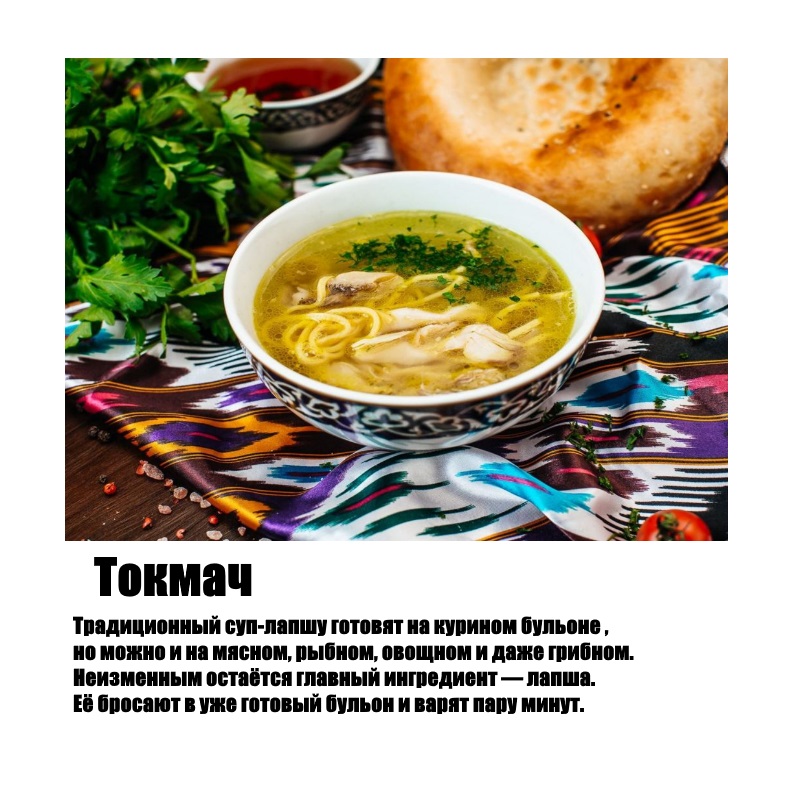 Токмач
Традиционный суп-лапшу готовят на курином бульоне ,
но можно и на мясном, рыбном, овощном и даже грибном.
Неизменным остаётся главный ингредиент — лапша.
Её бросают в уже готовый бульон и варят пару минут.